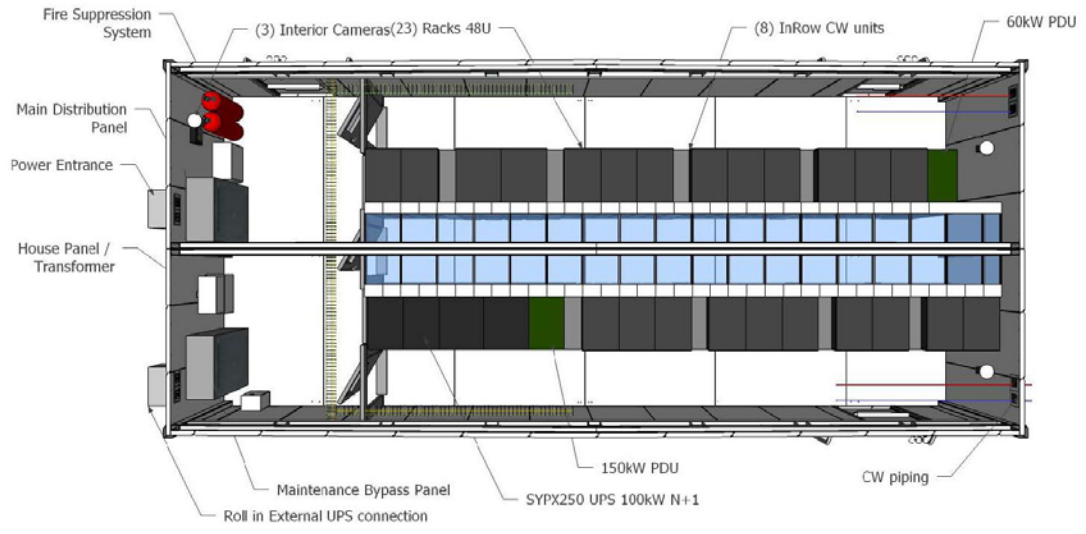 Fire Suppression
System
(3) Interior Cameras
(23) Racks 48U
(8) InRow CW units
60kW PDU
Main Distribution
Panel
Power Entrance
House Panel /
Transformer
150kW PDU
CW piping
Maintenance Bypass Panel
SYPX250 UPS 100kW N+1
Roll in External UPS connection